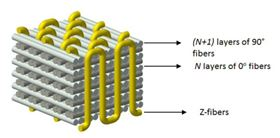 (N+1) layers of 90°
fibers
N layers of 0° fibers
Z-fibers